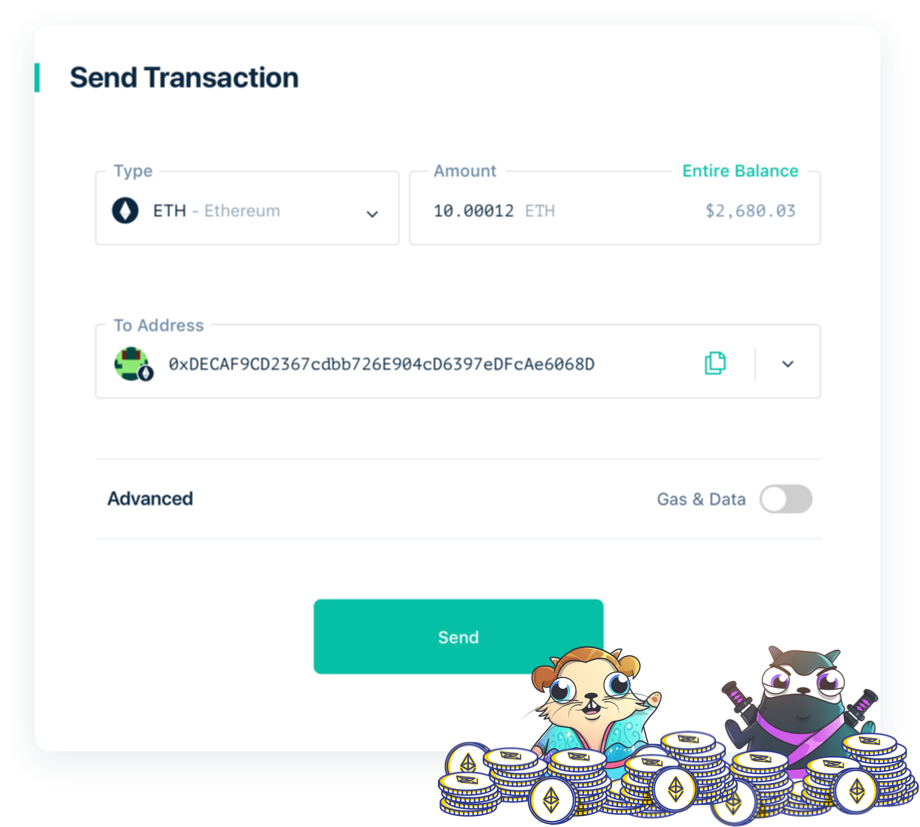 Send Transaction
Type
ETH - Ethereum
Amount
Entire Balance
10.00012 ETH
$2,680.03
To Address
0xDECAF9CD2367cdbb726E904cD6397eDFcAe6068D
Advanced
Gas & Data
Send